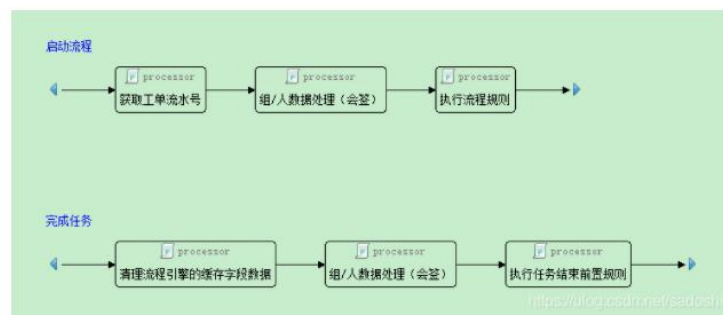 启动流程
processor
获取工单流水号
processor
组/人数据处理（会签）
processor
执行流程规则
完成任务
processor
清理流程引擎的缓存字段数据
processor
组/人数据处理（会签）
processor
执行任务结束前置规则
https://blog.csdn.net/sadoshi